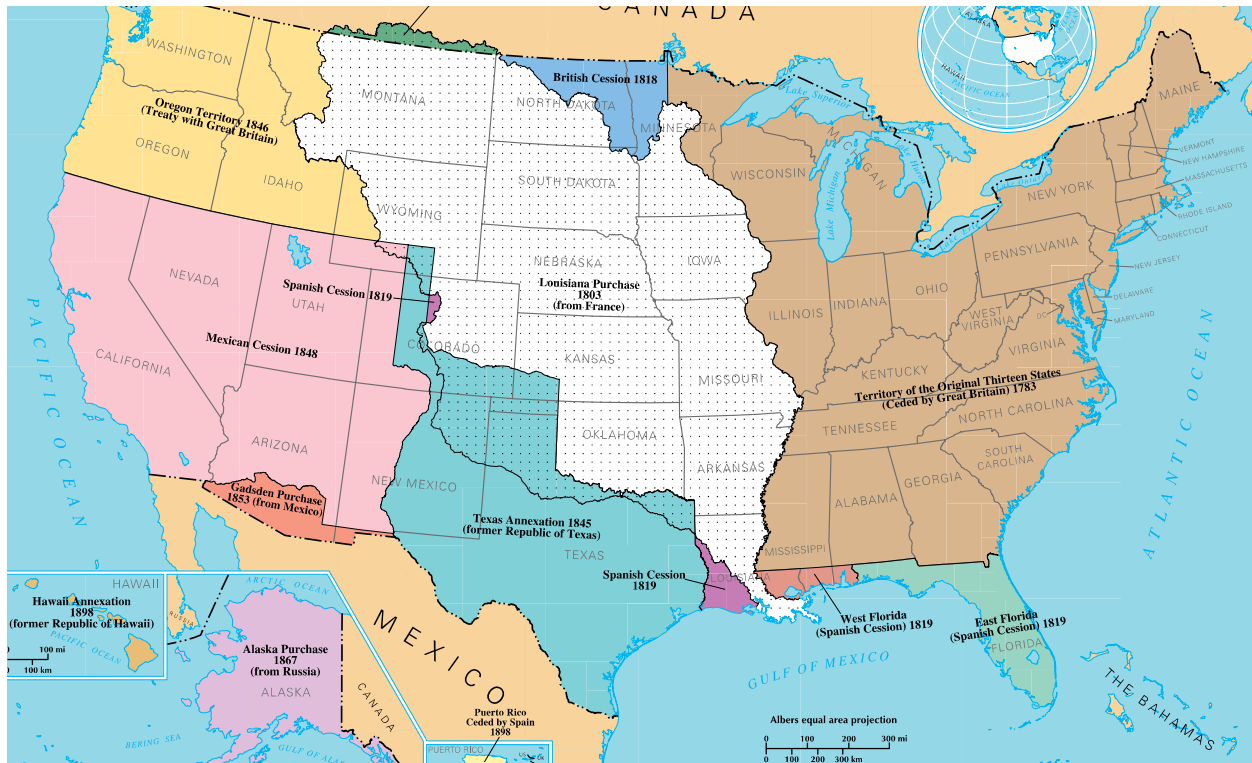 CANADA
ALASKA
HAWAII
PACIFIC OCEAN
WASHINGTON
Oregon Territory 1846
(Treaty with Great Britain)
OREGON
IDAHO
MONTANA
British Cession 1818
NORTH DAKOTA
MINNESOTA
Lake Superior
MICHIGAN
Lake Michigan
WISCONSIN
MAINE
VERMONT
NEW HAMPSHIRE
MASSACHUSETTS
NEW YORK
RHODE ISLAND
CONNECTICUT
SOUTH DAKOTA
WYOMING
PENNSYLVANIA
NEW JERSEY
NEBRASKA
IOWA
Louisiana Purchase
1803
(from France)
NEVADA
UTAH
Spanish Cession 1819
ILLINOIS
INDIANA
OHIO
WEST
VIRGINIA
DC
DELAWARE
MARYLAND
VIRGINIA
PACIFIC OCEAN
CALIFORNIA
Mexican Cession 1848
COLORADO
KANSAS
MISSOURI
KENTUCKY
Territory of the Original Thirteen States
(Ceded by Great Britain) 1783
NORTH CAROLINA
TENNESSEE
ATLANTIC OCEAN
ARIZONA
NEW MEXICO
OKLAHOMA
ARKANSAS
SOUTH
CAROLINA
GEORGIA
ALABAMA
MISSISSIPPI
Gadsden Purchase
1853 (from Mexico)
Texas Annexation 1845
(former Republic of Texas)
TEXAS
Spanish Cession
1819
LOUISIANA
West Florida
(Spanish Cession) 1819
East Florida
(Spanish Cession) 1819
FLORIDA
GULF OF MEXICO
THE BAHAMAS
MEXICO
HAWAII
Hawaii Annexation
1898
(former Republic of Hawaii)
PACIFIC OCEAN
100 mi
100 km
ARCTIC OCEAN
RUSSIA
Alaska Purchase
1867
(from Russia)
ALASKA
CANADA
BERING SEA
Puerto Rico
Ceded by Spain
1898
PUERTO RICO
Albers equal area projection
0 100 200 300 mi
0 100 200 300 km